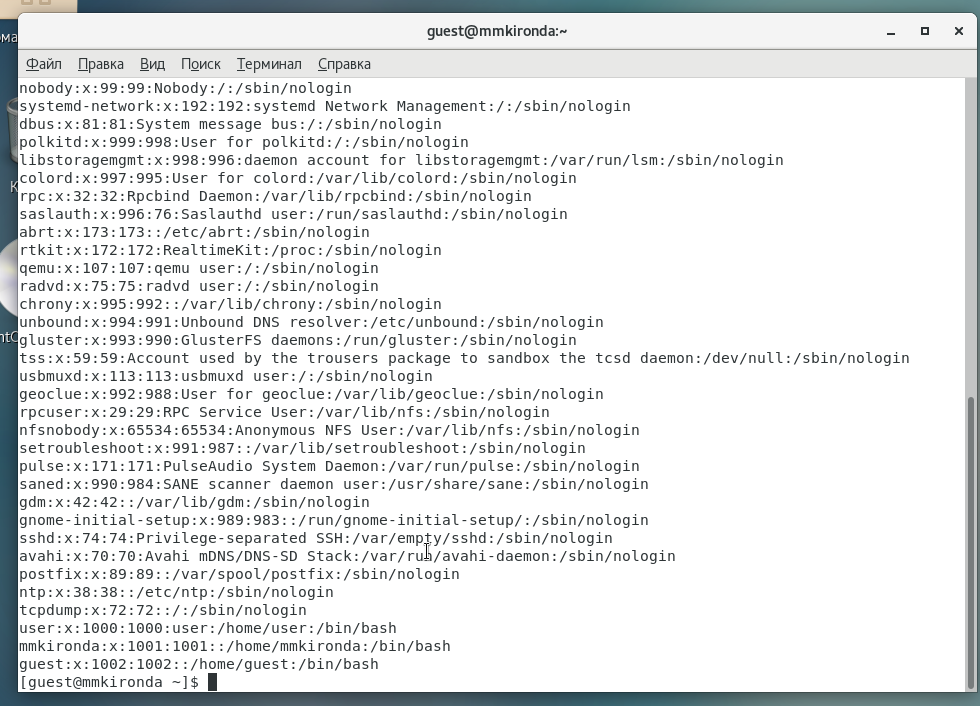 guest@mmkironda:~
Файл Правка Вид Поиск Терминал Справка
nobody:x:99:99:Nobody:/:/sbin/nologin
systemd-network:x:192:192:systemd Network Management:/:/sbin/nologin
dbus:x:81:81:System message bus:/:/sbin/nologin
polkitd:x:999:998:User for polkitd:/:/sbin/nologin
libstoragemgmt:x:998:996:daemon account for libstoragemgmt:/var/run/lsm:/sbin/nologin
colord:x:997:995:User for colord:/var/lib/colord:/sbin/nologin
rpc:x:32:32:Rpcbind Daemon:/var/lib/rpcbind:/sbin/nologin
saslauth:x:996:76:Saslauthd user:/run/saslauthd:/sbin/nologin
abrt:x:173:173::/etc/abrt:/sbin/nologin
rtkit:x:172:172:RealtimeKit:/proc:/sbin/nologin
qemu:x:107:107:qemu user:/:/sbin/nologin
radvd:x:75:75:radvd user:/:/sbin/nologin
chrony:x:995:992::/var/lib/chrony:/sbin/nologin
unbound:x:994:991:Unbound DNS resolver:/etc/unbound:/sbin/nologin
gluster:x:993:990:GlusterFS daemons:/run/gluster:/sbin/nologin
tss:x:59:59:Account used by the trousers package to sandbox the tcsd daemon:/dev/null:/sbin/nologin
usbmuxd:x:113:113:usbmuxd user:/:/sbin/nologin
geoclue:x:992:988:User for geoclue:/var/lib/geoclue:/sbin/nologin
rpcuser:x:29:29:RPC Service User:/var/lib/nfs:/sbin/nologin
nfsnobody:x:65534:65534:Anonymous NFS User:/var/lib/nfs:/sbin/nologin
setroubleshoot:x:991:987::/var/lib/setroubleshoot:/sbin/nologin
pulse:x:171:171:PulseAudio System Daemon:/var/run/pulse:/sbin/nologin
saned:x:990:984:SANE scanner daemon user:/usr/share/sane:/sbin/nologin
gdm:x:42:42::/var/lib/gdm:/sbin/nologin
gnome-initial-setup:x:989:983::/run/gnome-initial-setup/:/sbin/nologin
sshd:x:74:74:Privilege-separated SSH:/var/empty/sshd:/sbin/nologin
avahi:x:70:70:Avahi mDNS/DNS-SD Stack:/var/run/avahi-daemon:/sbin/nologin
postfix:x:89:89::/var/spool/postfix:/sbin/nologin
ntp:x:38:38::/etc/ntp:/sbin/nologin
tcpdump:x:72:72::/:/sbin/nologin
user:x:1000:1000:user:/home/user:/bin/bash
mmkironda:x:1001:1001::/home/mmkironda:/bin/bash
guest:x:1002:1002::/home/guest:/bin/bash
[guest@mmkironda ~]$